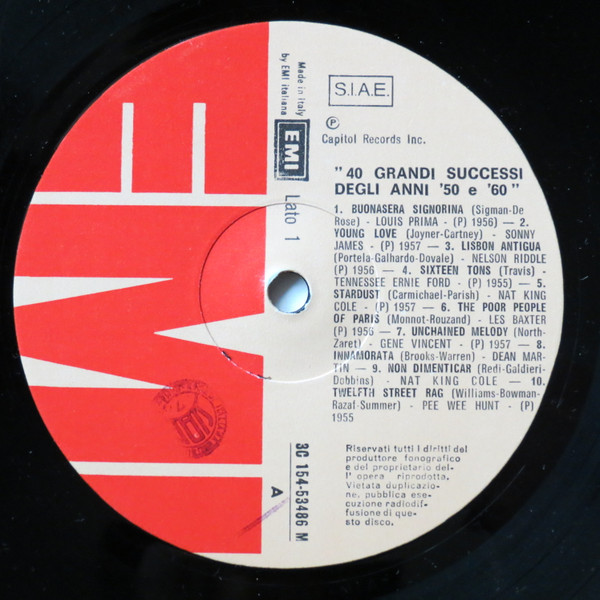 EMI
Made in Italy
by EMI italiana
EMI
Lato 1
S.I.A.E.
℗
Capitol Records Inc.
"40 GRANDI SUCCESSI
DEGLI ANNI '50 e '60"
1. BUONASERA SIGNORINA (Sigman-De
Rose) - LOUIS PRIMA - (P) 1956) — 2.
YOUNG LOVE (Joyner-Cartney) - SONNY
JAMES - (P) 1957 — 3. LISBON ANTIGUA
(Portela-Galhardo-Dovale) - NELSON RIDDLE
(P) 1956 — 4. SIXTEEN TONS (Travis) -
TENNESSEE ERNIE FORD - (P) 1955) — 5.
STARDUST (Carmichael-Parish) - NAT KING
COLE - (P) 1957 — 6. THE POOR PEOPLE
OF PARIS (Monnot-Rouzand) - LES BAXTER
(P) 1956 — 7. UNCHAINED MELODY (North-
Zaret) - GENE VINCENT - (P) 1957 — 8.
INNAMORATA (Brooks-Warren) - DEAN MAR-
TIN — 9. NON DIMENTICAR (Redi-Galdieri-
Dobbins) - NAT KING COLE — 10.
TWELFTH STREET RAG (Williams-Bowman-
Razaf-Summer) - PEE WEE HUNT - (P)
1955
3C 154-53486 M
A
Riservati tutti i diritti del
produttore fonografico
e del proprietario del-
l' opera riprodotta.
Vietata duplicazio-
ne, pubblica ese-
cuzione radiodif-
fusione di que-
sto disco.